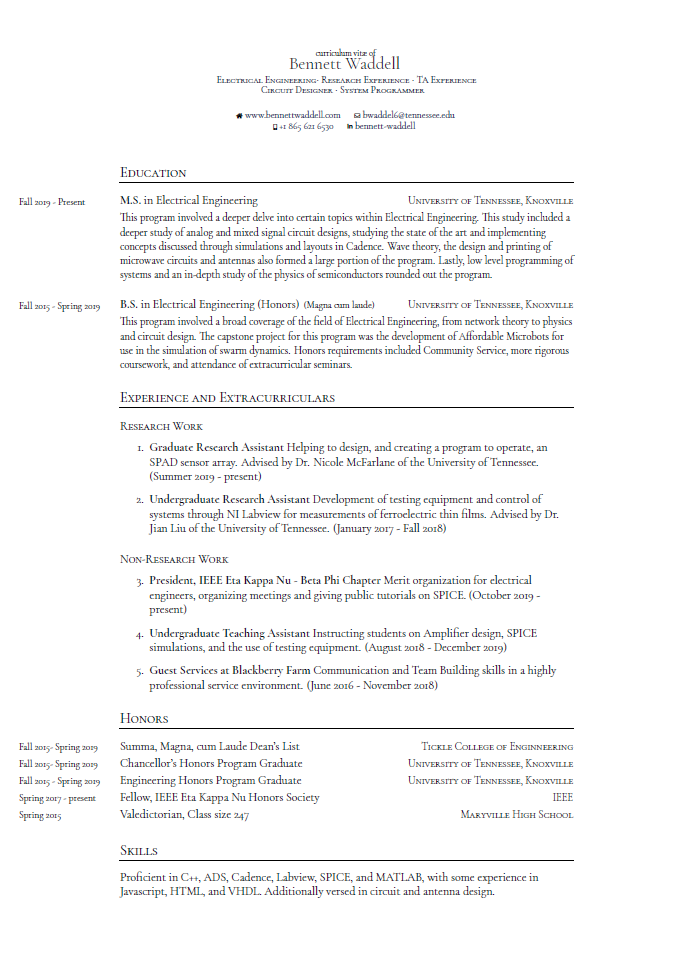 curriculum vitæ of
Bennett Waddell
Electrical Engineering· Research Experience · TA Experience
Circuit Designer · System Programmer
www.bennettwaddell.com bwaddel6@tennesee.edu
+1 865 621 6530 bennett-waddell
Education
Fall 2019 - Present M.S. in Electrical Engineering University of Tennessee, Knoxville
This program involved a deeper delve into certain topics within Electrical Engineering. This study included a
deeper study of analog and mixed signal circuit designs, studying the state of the art and implementing
concepts discussed through simulations and layouts in Cadence. Wave theory, the design and printing of
microwave circuits and antennas also formed a large portion of the program. Lastly, low level programming of
systems and an in-depth study of the physics of semiconductors rounded out the program.
Fall 2015 - Spring 2019 B.S. in Electrical Engineering (Honors) (Magna cum laude) University of Tennessee, Knoxville
This program involved a broad coverage of the field of Electrical Engineering, from network theory to physics
and circuit design. The capstone project for this program was the development of Affordable Microbots for
use in the simulation of swarm dynamics. Honors requirements included Community Service, more rigorous
coursework, and attendance of extracurricular seminars.
Experience and Extracurriculars
Research Work
1. Graduate Research Assistant Helping to design, and creating a program to operate, an
SPAD sensor array. Advised by Dr. Nicole McFarlane of the University of Tennessee.
(Summer 2019 - present)
2. Undergraduate Research Assistant Development of testing equipment and control of
systems through NI Labview for measurements of ferroelectric thin films. Advised by Dr.
Jian Liu of the University of Tennessee. (January 2017 - Fall 2018)
Non-Research Work
3. President, IEEE Eta Kappa Nu - Beta Phi Chapter Merit organization for electrical
engineers, organizing meetings and giving public tutorials on SPICE. (October 2019 -
present)
4. Undergraduate Teaching Assistant Instructing students on Amplifier design, SPICE
simulations, and the use of testing equipment. (August 2018 - December 2019)
5. Guest Services at Blackberry Farm Communication and Team Building skills in a highly
professional service environment. (June 2016 - November 2018)
Honors
Fall 2015- Spring 2019 Summa, Magna, cum Laude Dean's List Tickle College of Enginneering
Fall 2015- Spring 2019 Chancellor's Honors Program Graduate University of Tennessee, Knoxville
Fall 2015 - Spring 2019 Engineering Honors Program Graduate University of Tennessee, Knoxville
Spring 2017 - present Fellow, IEEE Eta Kappa Nu Honors Society IEEE
Spring 2015 Valedictorian, Class size 247 Maryville High School
Skills
Proficient in C++, ADS, Cadence, Labview, SPICE, and MATLAB, with some experience in
Javascript, HTML, and VHDL. Additionally versed in circuit and antenna design.